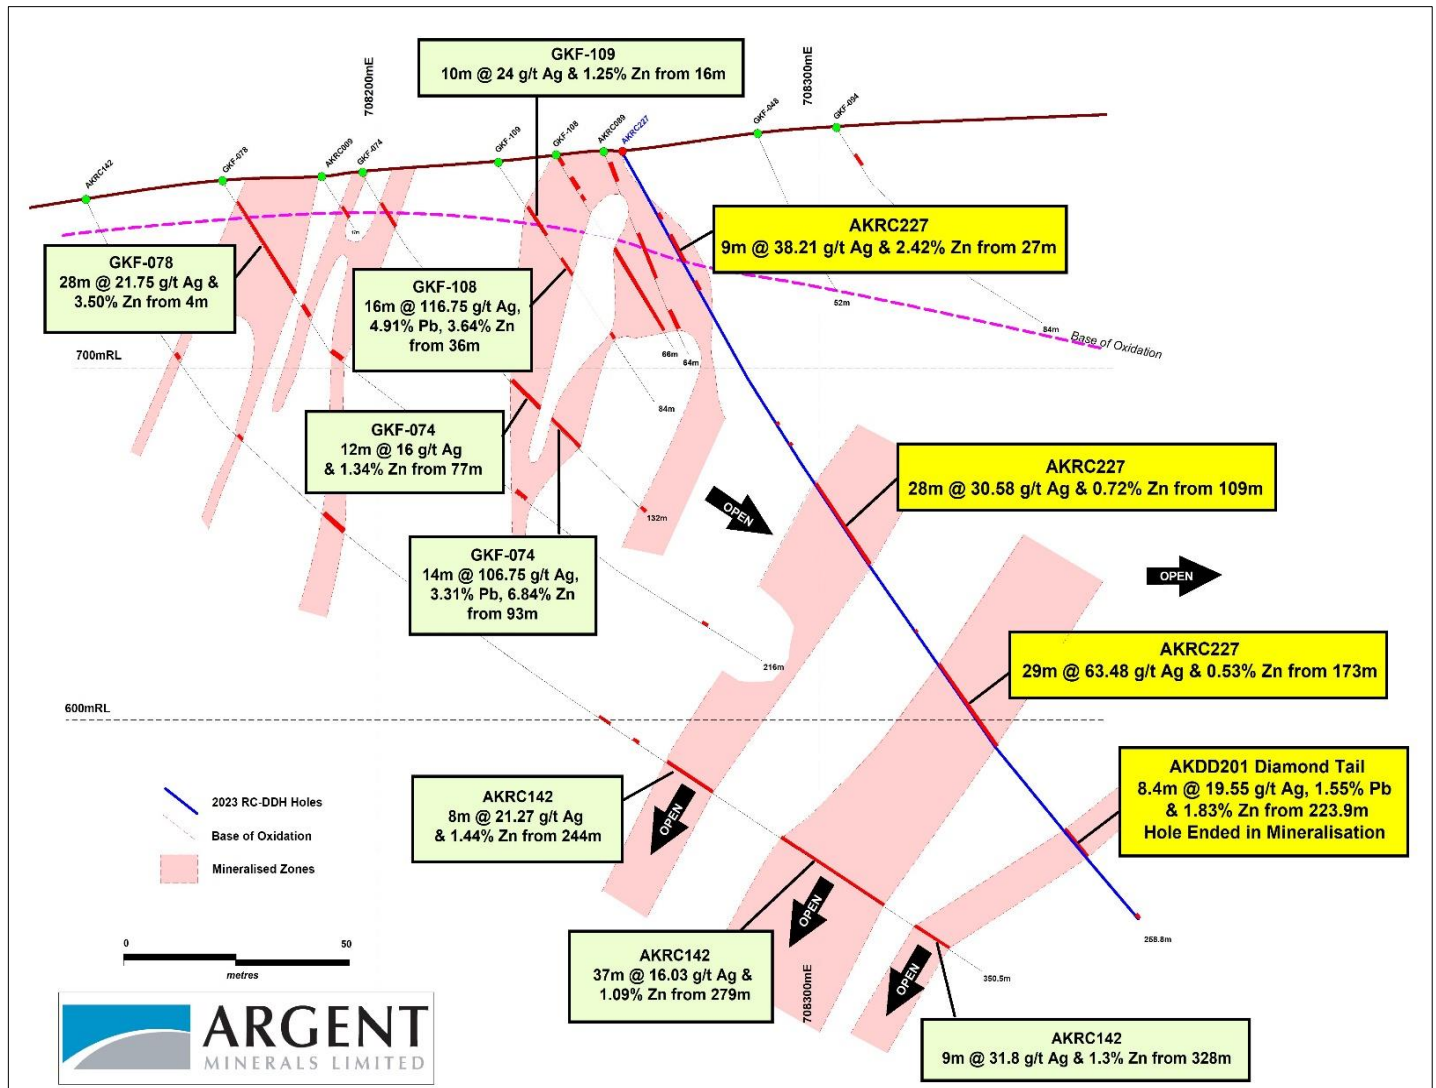 GKF-109
10m @ 24 g/t Ag & 1.25% Zn from 16m
708200mE
708300mE
AKRC142
GKF-078
AKRC009
GKF-074
GKF-109
GKF-108
AKRC089
AKRC227
GKF-048
GKF-094
AKRC227
9m @ 38.21 g/t Ag & 2.42% Zn from 27m
GKF-078
28m @ 21.75 g/t Ag &
3.50% Zn from 4m
GKF-108
16m @ 116.75 g/t Ag,
4.91% Pb, 3.64% Zn
from 36m
52m
84m
Base of Oxidation
700mRL
66m
64m
84m
GKF-074
12m @ 16 g/t Ag
& 1.34% Zn from 77m
AKRC227
28m @ 30.58 g/t Ag & 0.72% Zn from 109m
OPEN
132m
GKF-074
14m @ 106.75 g/t Ag,
3.31% Pb, 6.84% Zn
from 93m
OPEN
AKRC227
29m @ 63.48 g/t Ag & 0.53% Zn from 173m
216m
600mRL
AKDD201 Diamond Tail
8.4m @ 19.55 g/t Ag, 1.55% Pb
& 1.83% Zn from 223.9m
Hole Ended in Mineralisation
AKRC142
8m @ 21.27 g/t Ag
& 1.44% Zn from 244m
OPEN
2023 RC-DDH Holes
Base of Oxidation
Mineralised Zones
OPEN
258.8m
0 50
metres
AKRC142
37m @ 16.03 g/t Ag &
1.09% Zn from 279m
708300mE
OPEN
350.5m
AKRC142
9m @ 31.8 g/t Ag & 1.3% Zn from 328m
ARGENT
MINERALS LIMITED